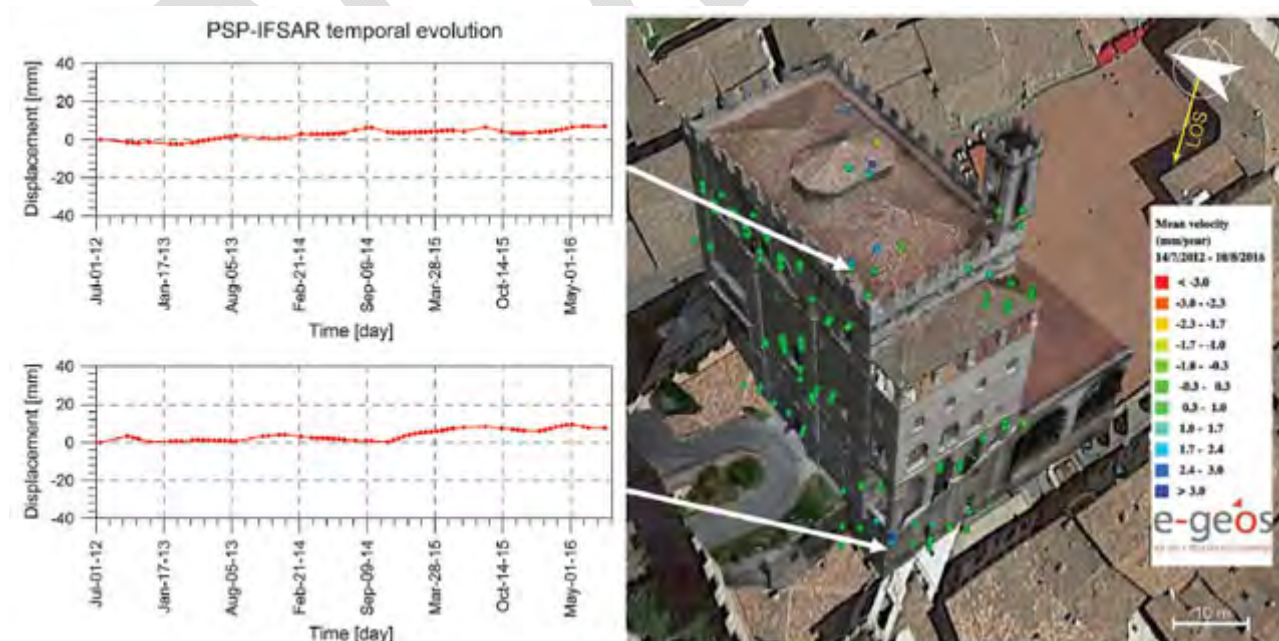 PSP-IFSAR temporal evolution
Displacement [mm]
40
20
0
-20
-40
Jul-01-12
Jan-17-13
Aug-05-13
Feb-21-14
Sep-09-14
Mar-28-15
Oct-14-15
May-01-16
Time [day]
Displacement [mm]
40
20
0
-20
-40
Jul-01-12
Jan-17-13
Aug-05-13
Feb-21-14
Sep-09-14
Mar-28-15
Oct-14-15
May-01-16
Time [day]
LOS
Mean velocity
(mm/year)
14/7/2012 - 10/8/2016
< -3.0
-3.0 - -2.3
-2.3 - -1.7
-1.7 - -1.0
-1.0 - -0.3
-0.3 - 0.3
0.3 - 1.0
1.0 - 1.7
1.7 - 2.4
2.4 - 3.0
> 3.0
e-geos
10 m